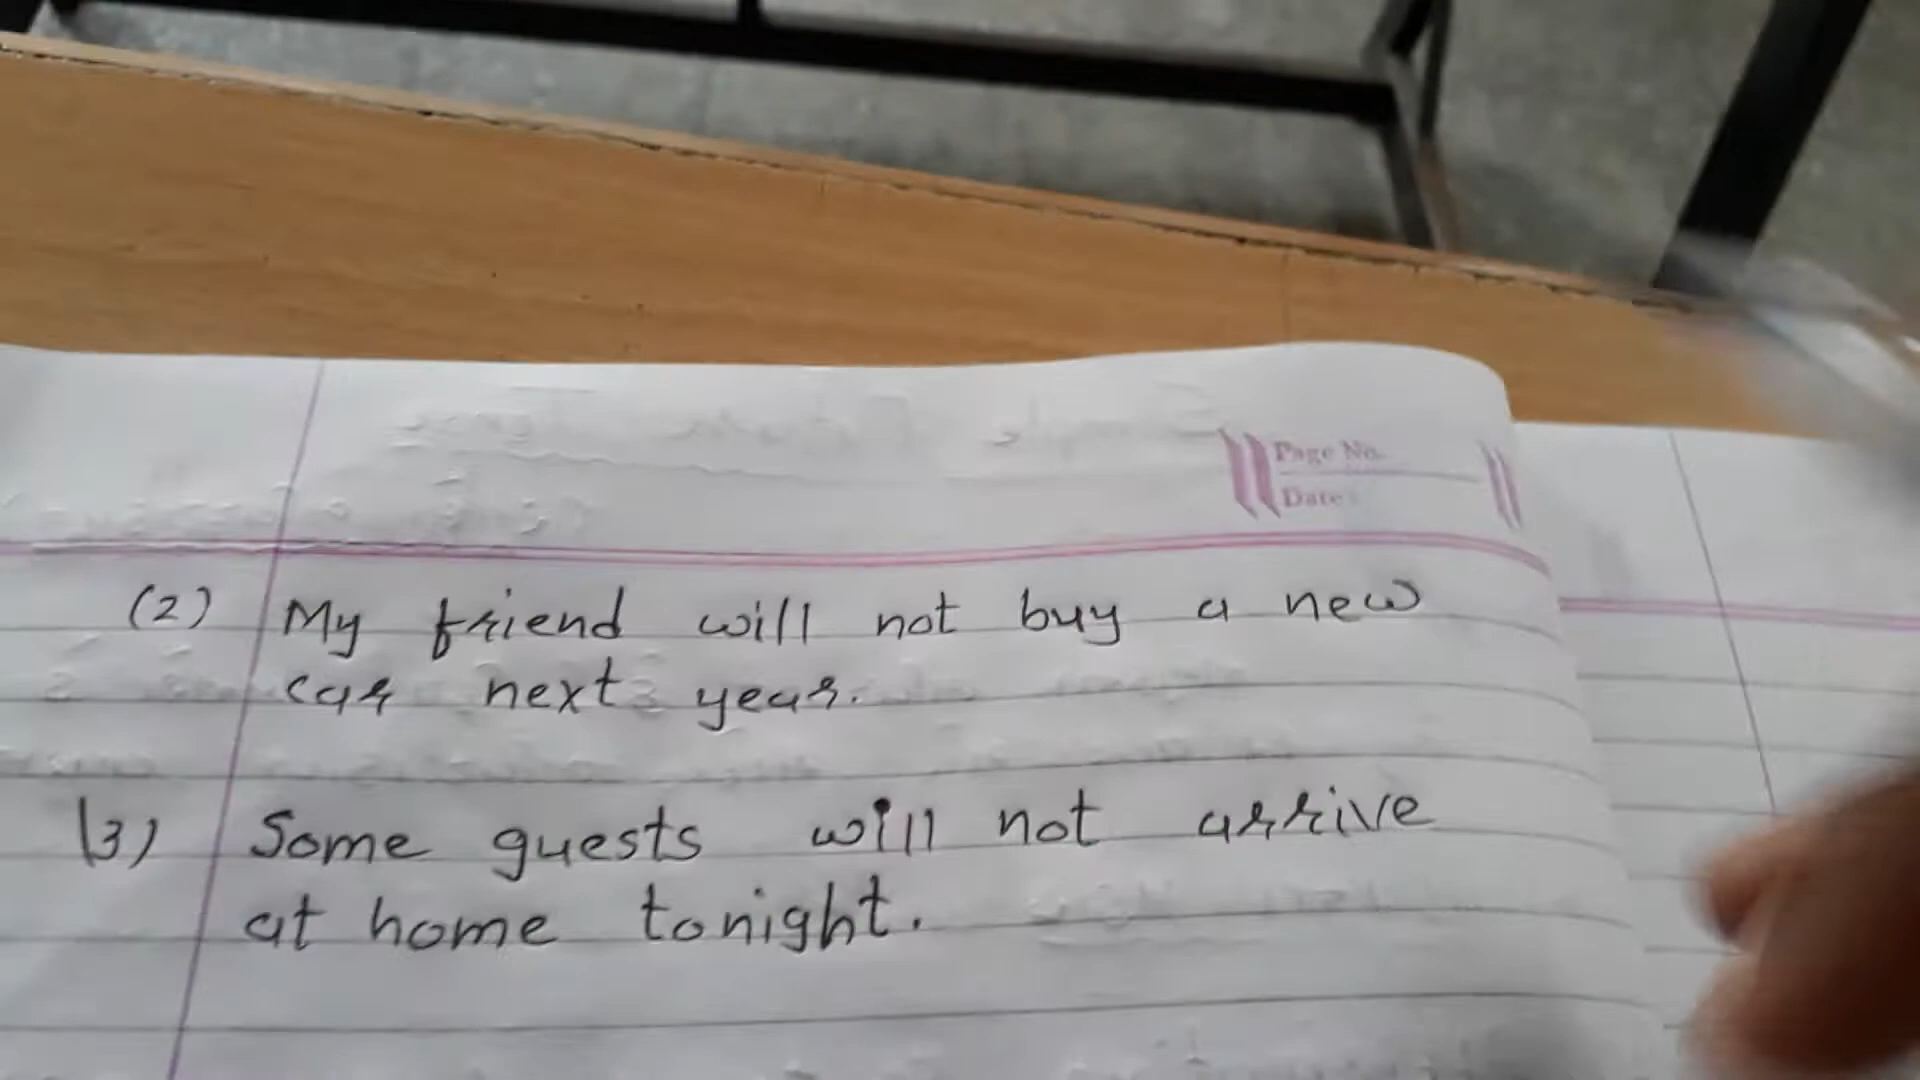 Page No.
Date
(2) My friend will not buy a new
car next year.
(3) Some guests will not arrive
at home tonight.